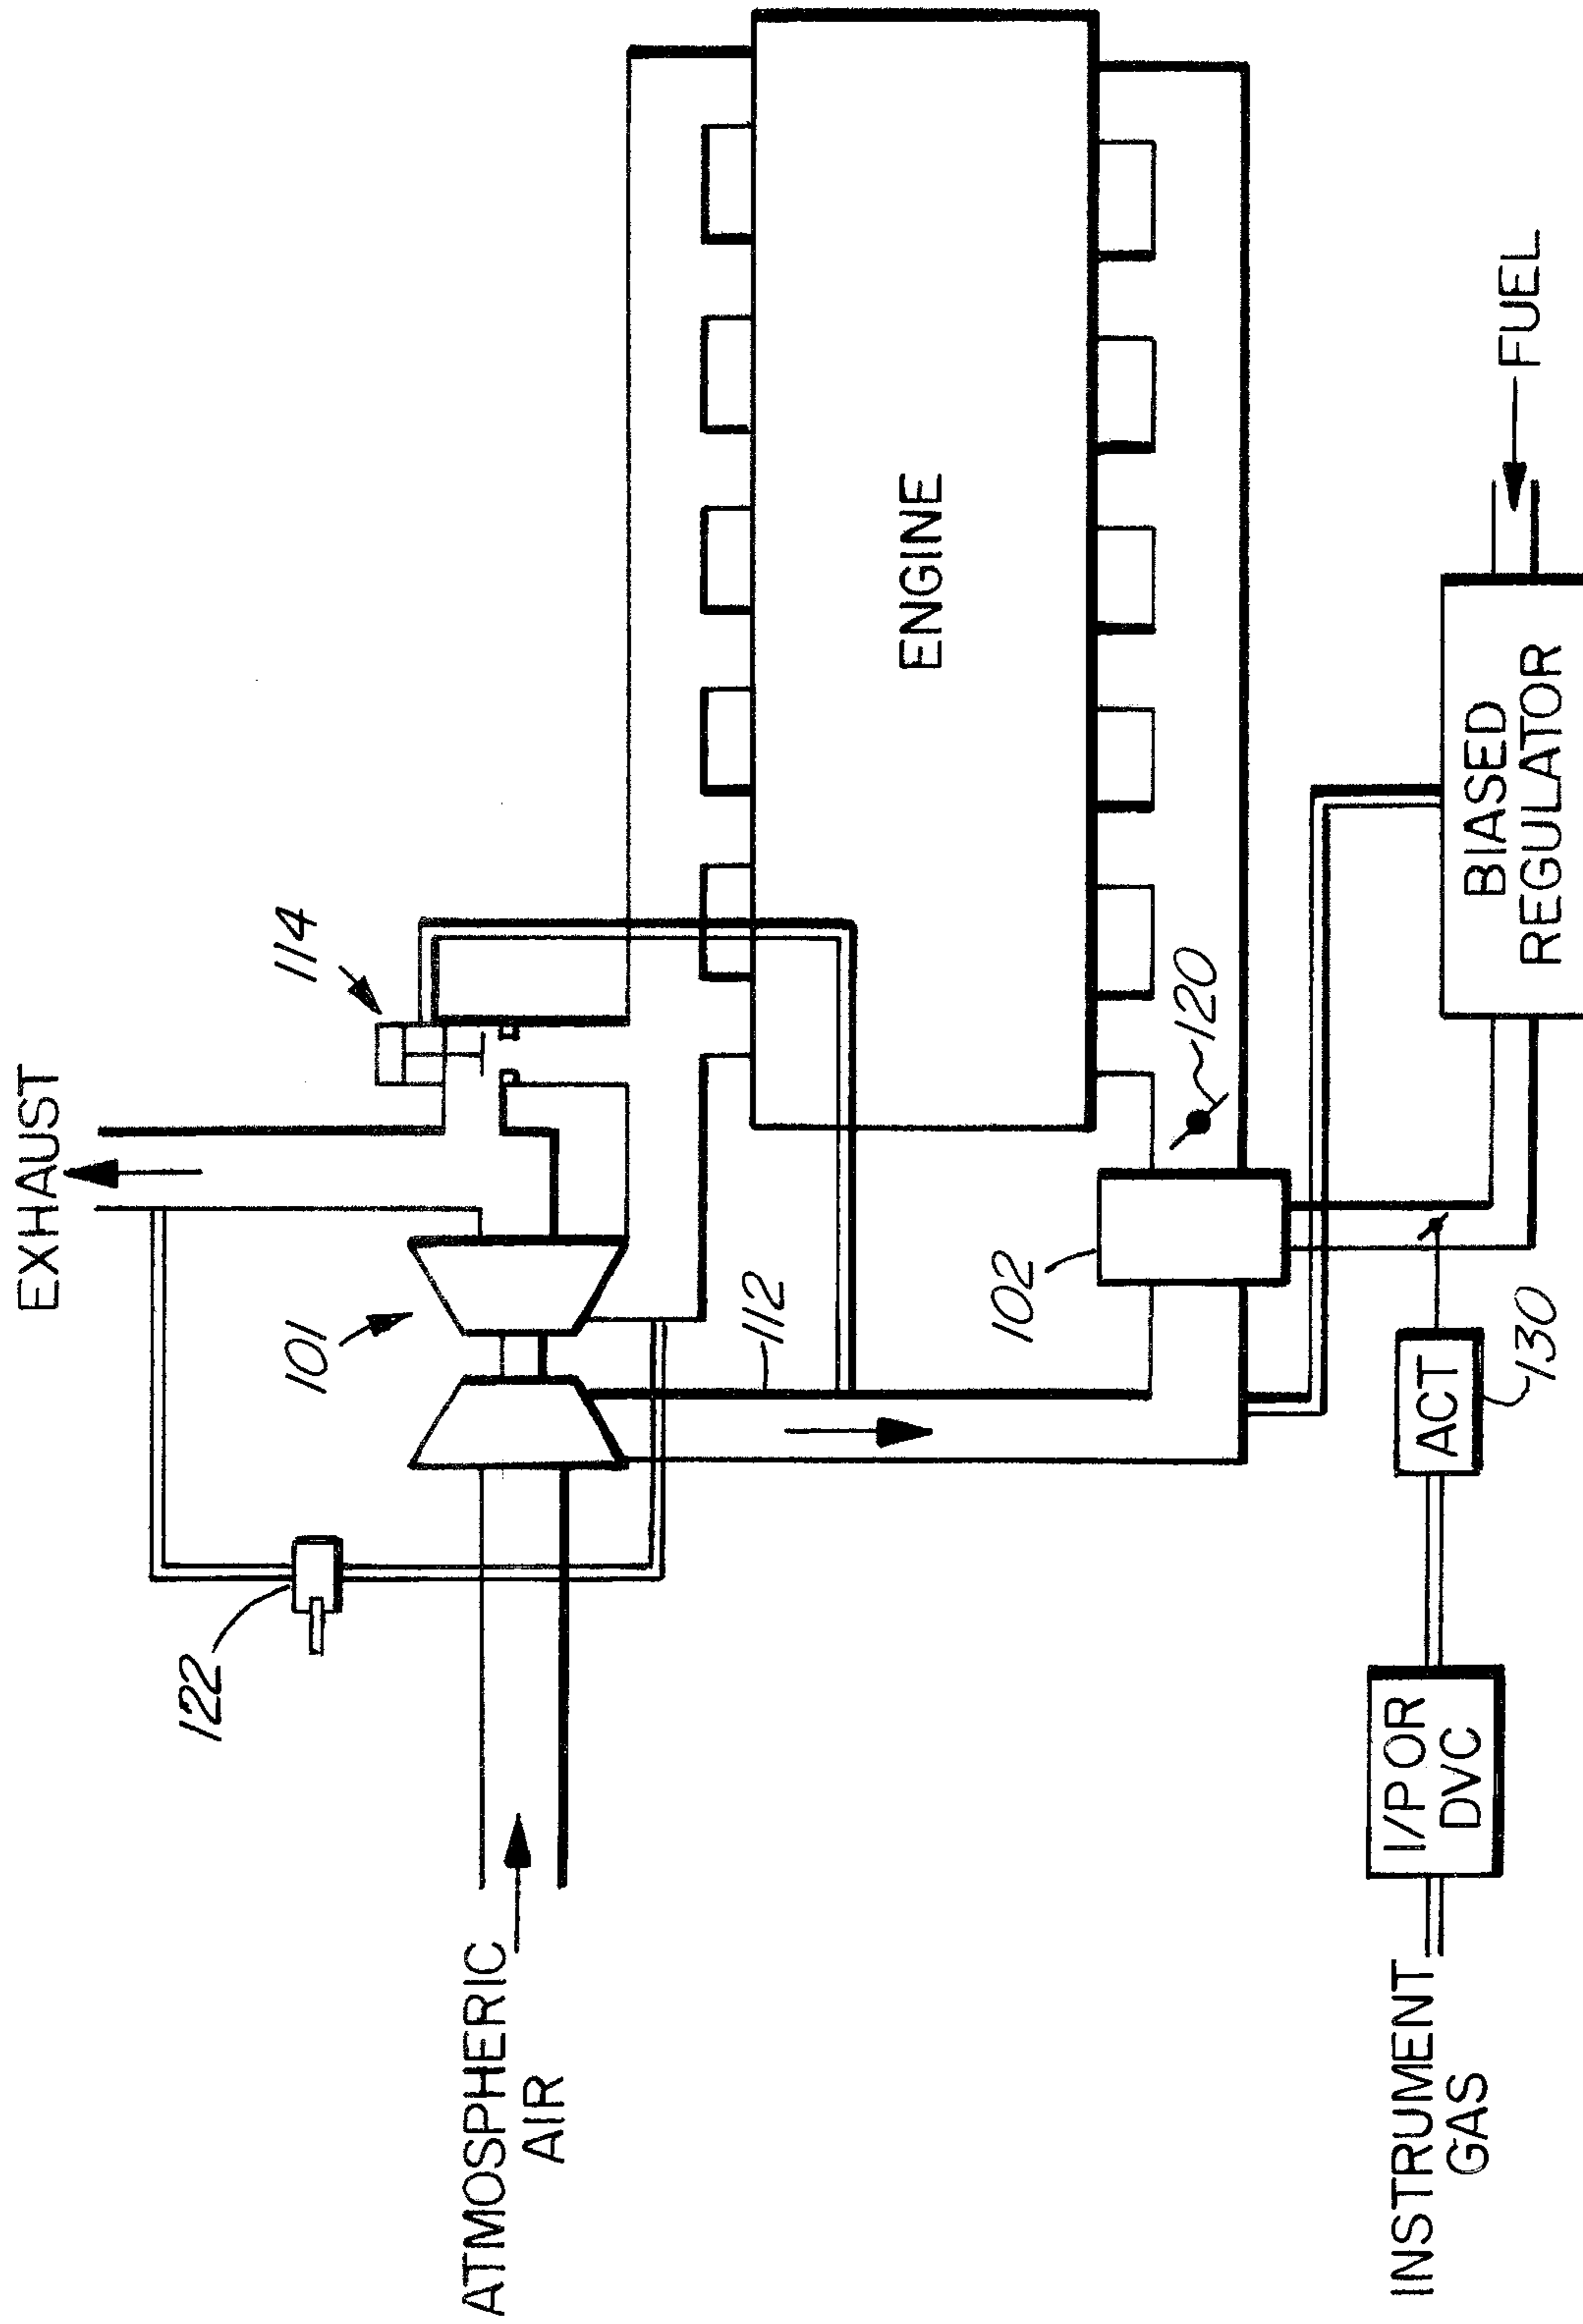 EXHAUST
114
101
122
ATMOSPHERIC
AIR
112
ENGINE
102
120
ACT
130
I/P OR
DVC
INSTRUMENT
GAS
BIASED
REGULATOR
FUEL